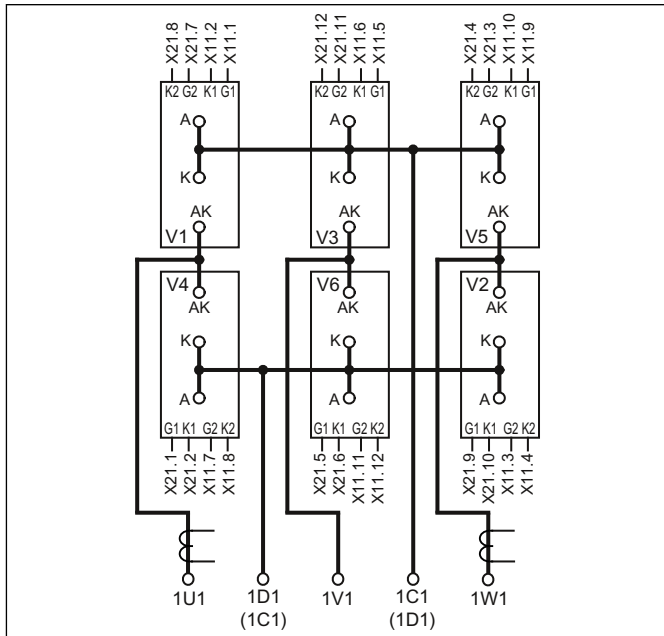 X21.8 X21.7 X11.2 X11.1 X21.12 X21.11 X11.6 X11.5 X21.4 X21.3 X11.10 X11.9
K2 G2 K1 G1 K2 G2 K1 G1 K2 G2 K1 G1
A A A
K K K
AK AK AK
V1 V3 V5
V4 V6 V2
AK AK AK
K K K
A A A
G1 K1 G2 K2 G1 K1 G2 K2 G1 K1 G2 K2
X21.1 X21.2 X11.7 X11.8 X21.5 X21.6 X11.11 X11.12 X21.9 X21.10 X11.3 X11.4
1U1 1D1 1V1 1C1 1W1
(1C1) (1D1)